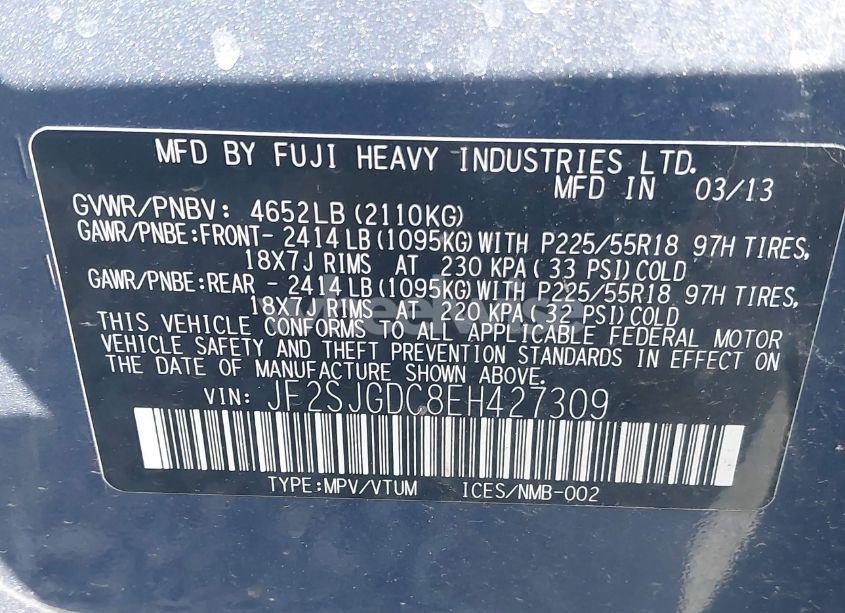 MFD BY FUJI HEAVY INDUSTRIES LTD.
MFD IN 03/13
GVWR/PNBV: 4652LB (2110KG)
GAWR/PNBE:FRONT- 2414 LB (1095KG) WITH P225/55R18 97H TIRES,
18X7J RIMS AT 230 KPA ( 33 PSI) COLD
GAWR/PNBE:REAR - 2414 LB (1095KG) WITH P225/55R18 97H TIRES,
18X7J RIMS AT 220 KPA ( 32 PSI) COLD
THIS VEHICLE CONFORMS TO ALL APPLICABLE FEDERAL MOTOR
VEHICLE SAFETY AND THEFT PREVENTION STANDARDS IN EFFECT ON
THE DATE OF MANUFACTURE SHOWN ABOVE.
VIN: JF2SJGDC8EH427309
TYPE:MPV/VTUM ICES/NMB-002